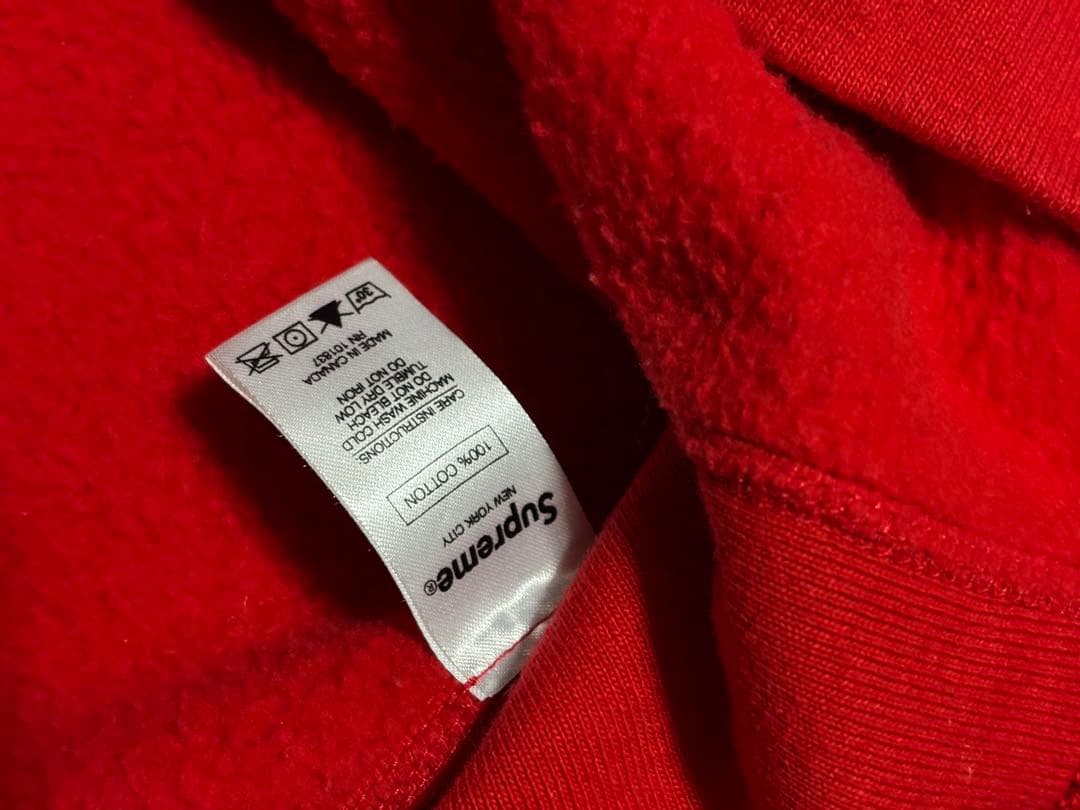 Supreme®
NEW YORK CITY
100% COTTON
CARE INSTRUCTIONS:
MACHINE WASH COLD
DO NOT BLEACH
TUMBLE DRY LOW
DO NOT IRON
RN 101837
MADE IN CANADA
30°